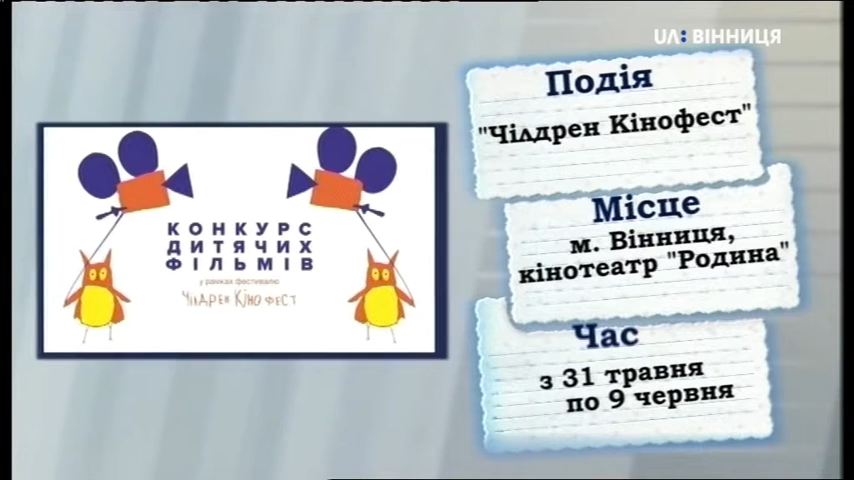 UA: ВІННИЦЯ
КОНКУРС
ДИТЯЧИХ
ФІЛЬМІВ
у рамках фестивалю
Чілдрен Кінофест
Подія
"Чілдрен Кінофест"
Місце
м. Вінниця,
кінотеатр "Родина"
Час
з 31 травня
по 9 червня